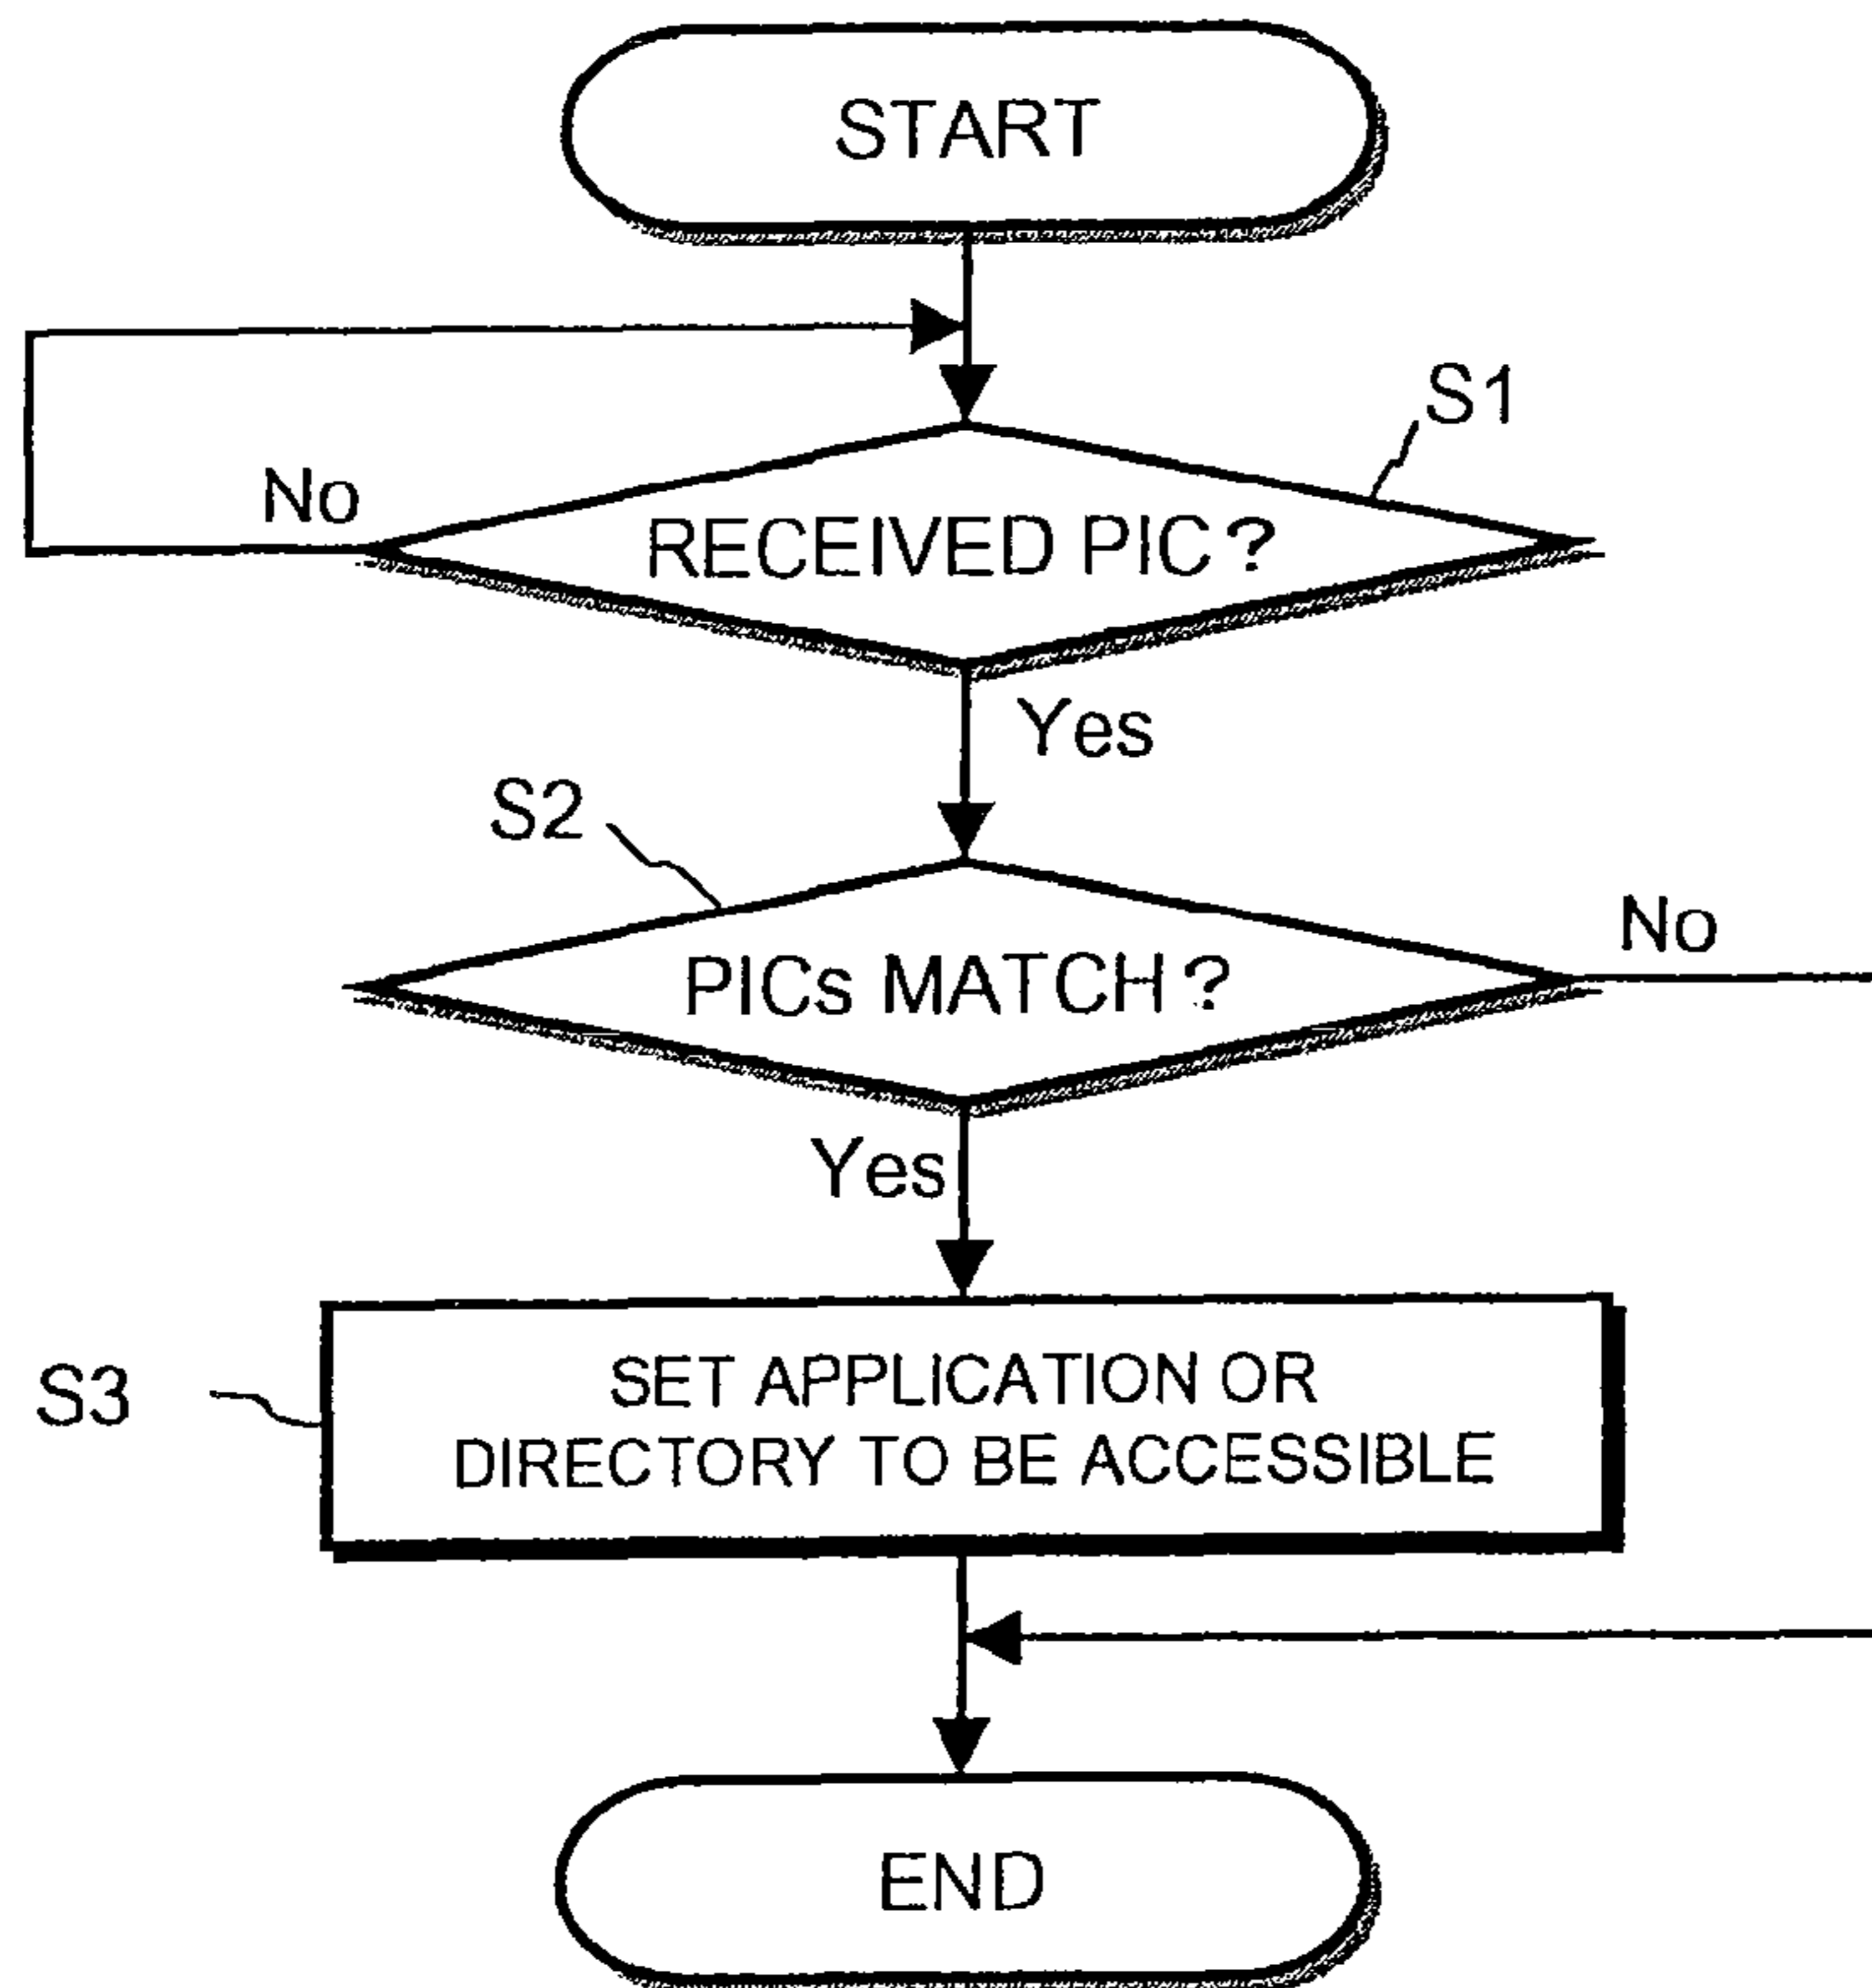 START
S1
No
RECEIVED PIC?
Yes
S2
No
PICs MATCH?
Yes
SET APPLICATION OR
DIRECTORY TO BE ACCESSIBLE
S3
END